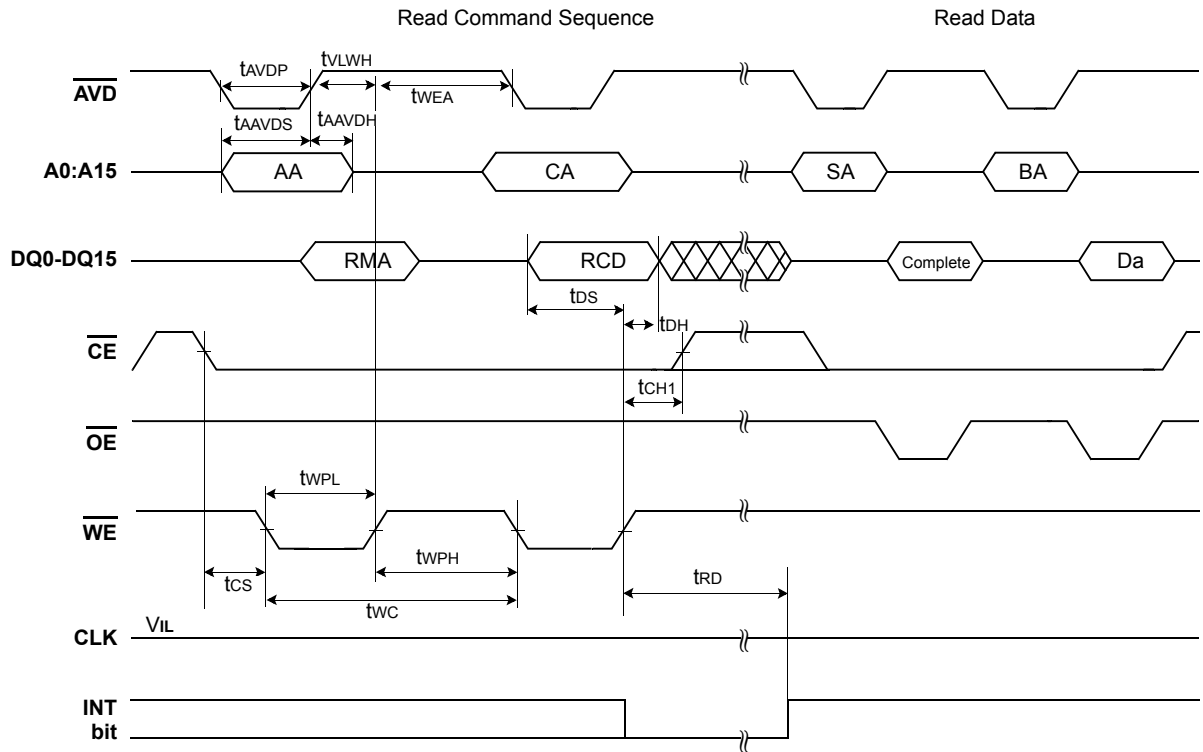 Read Command Sequence
Read Data
AVD
tAVDP
tVLWH
tWEA
tAAVDS
tAAVDH
A0:A15
AA
CA
SA
BA
DQ0-DQ15
RMA
RCD
Complete
Da
tDS
tDH
CE
tCH1
OE
tWPL
WE
tWPH
tCS
tRD
tWC
CLK
VIL
INT
bit